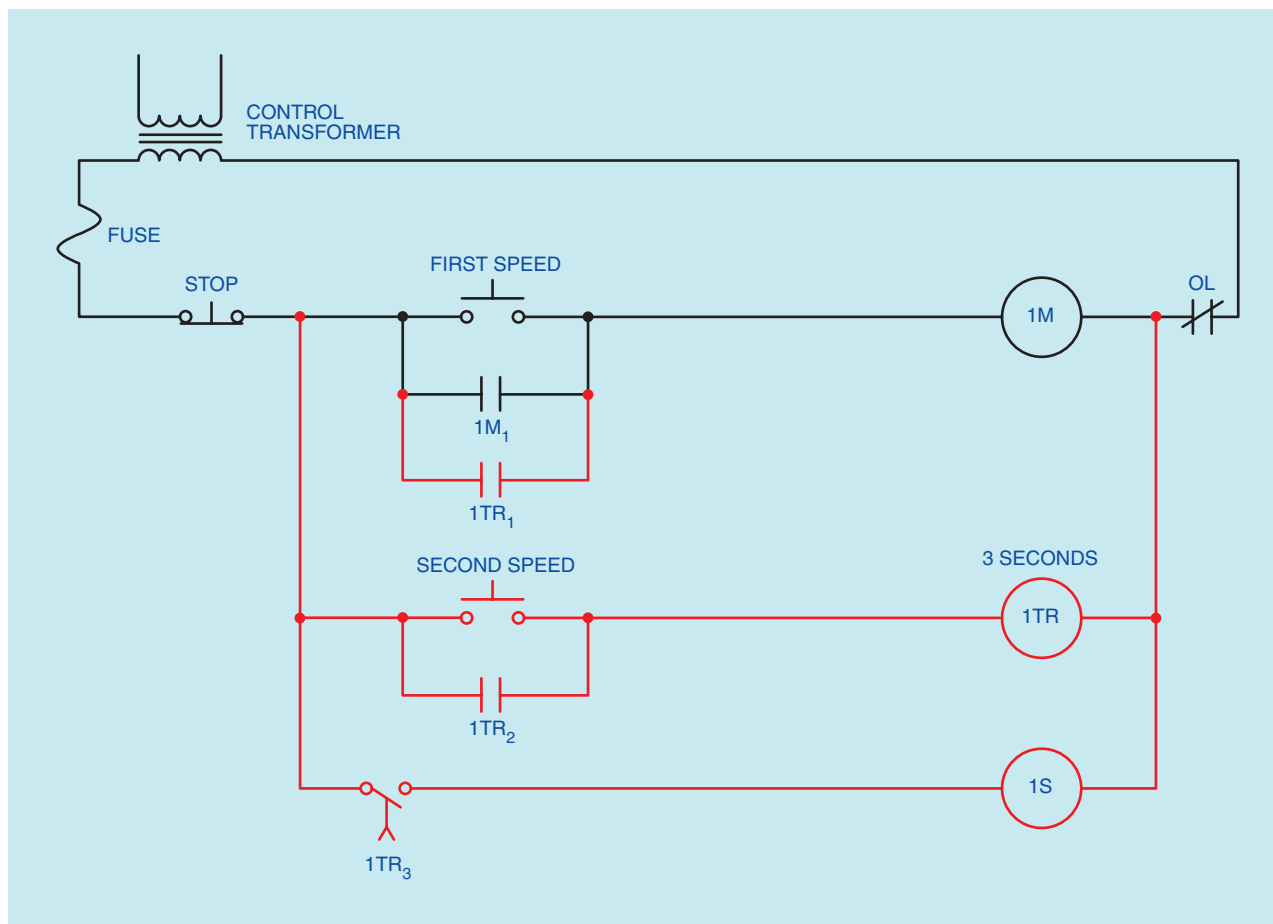 CONTROL
TRANSFORMER
FUSE
STOP
FIRST SPEED
OL
1M
1M₁
1TR₁
SECOND SPEED
3 SECONDS
1TR
1TR₂
1S
1TR₃